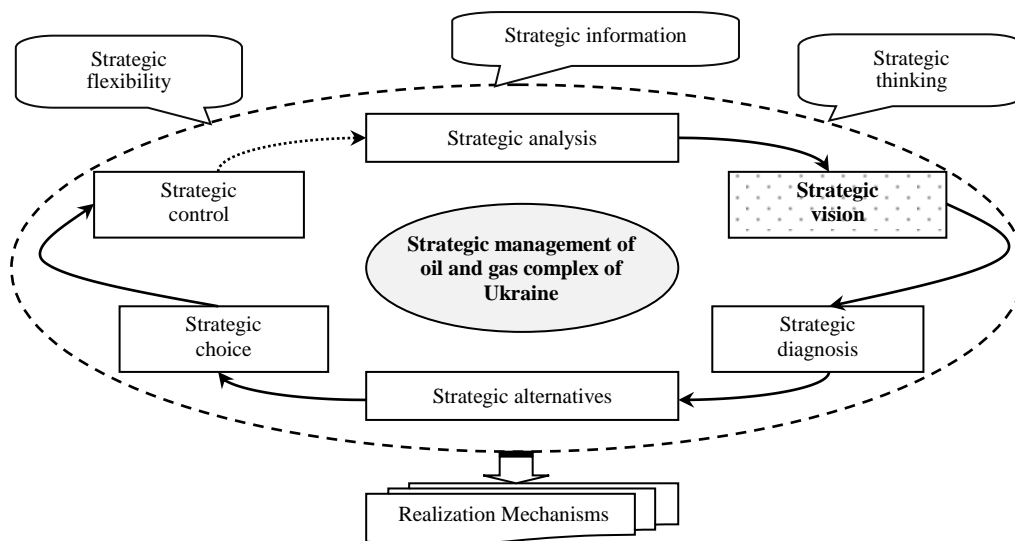 Strategic information
Strategic
flexibility
Strategic
thinking
Strategic analysis
Strategic
control
Strategic
vision
Strategic management of
oil and gas complex of
Ukraine
Strategic
choice
Strategic
diagnosis
Strategic alternatives
Realization Mechanisms